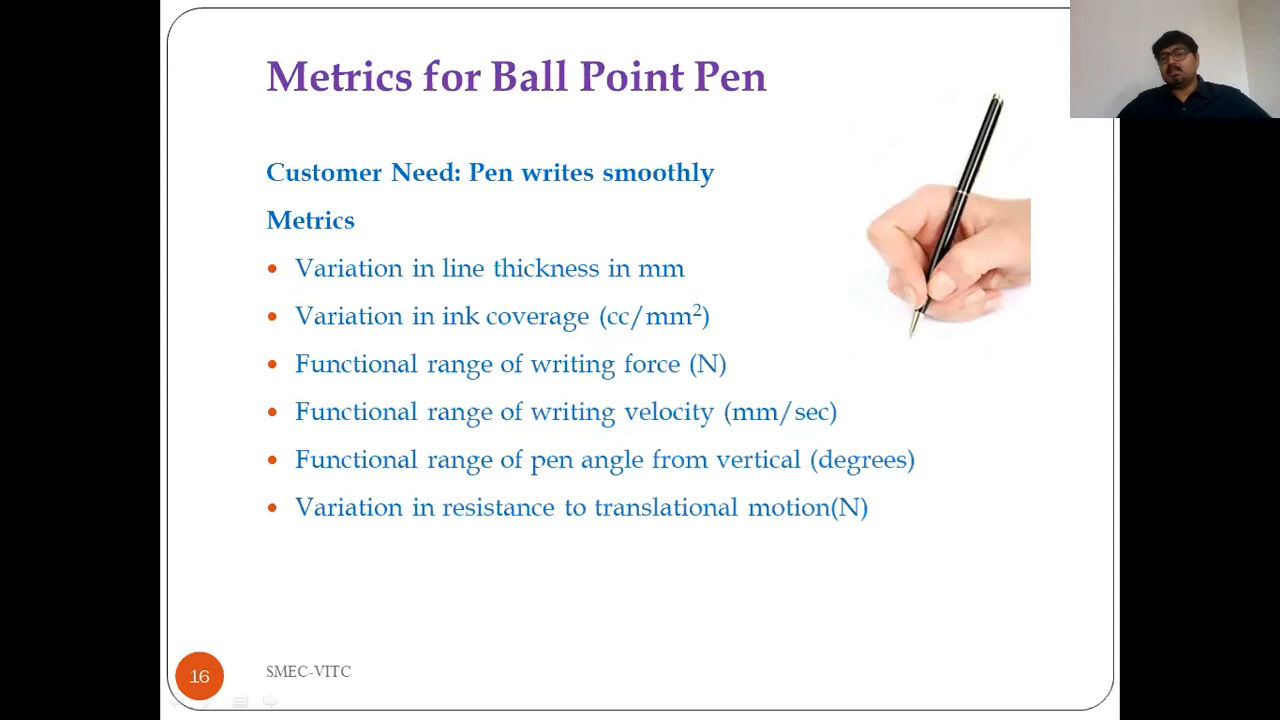 Metrics for Ball Point Pen
Customer Need: Pen writes smoothly
Metrics
• Variation in line thickness in mm
• Variation in ink coverage (cc/mm²)
• Functional range of writing force (N)
• Functional range of writing velocity (mm/sec)
• Functional range of pen angle from vertical (degrees)
• Variation in resistance to translational motion(N)
16
SMEC-VITC